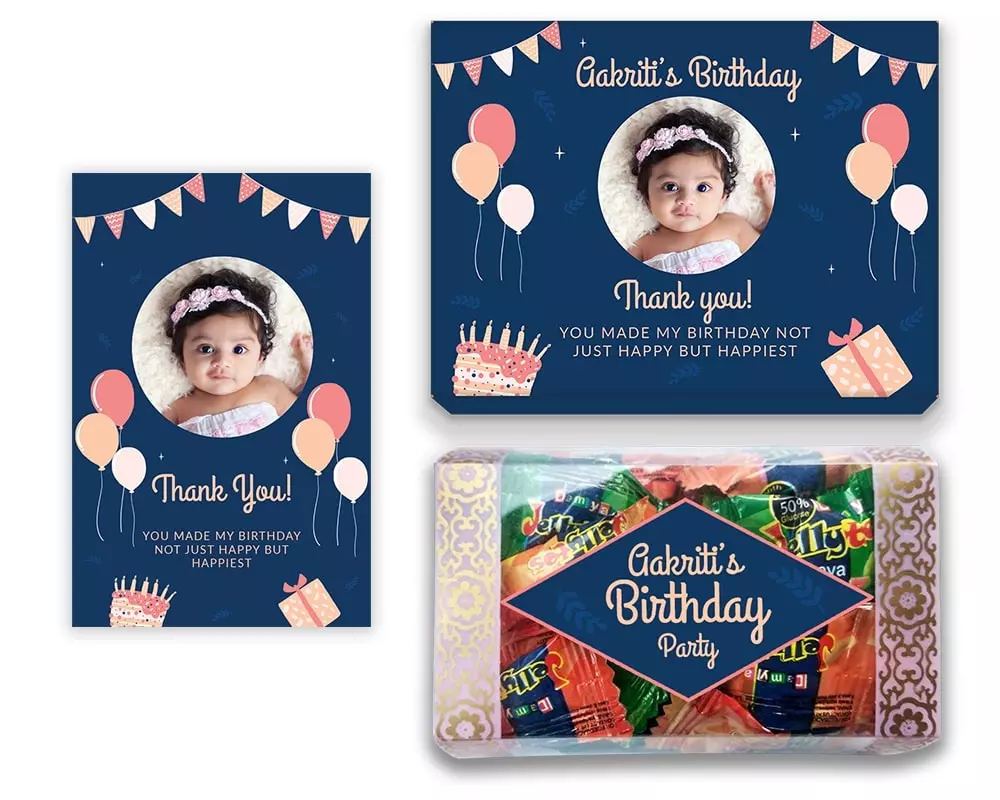 Aakriti's Birthday
Thank you!
YOU MADE MY BIRTHDAY NOT
JUST HAPPY BUT HAPPIEST
Thank You!
YOU MADE MY BIRTHDAY
NOT JUST HAPPY BUT
HAPPIEST
50%
Glucose
Aakriti's
Birthday
Party